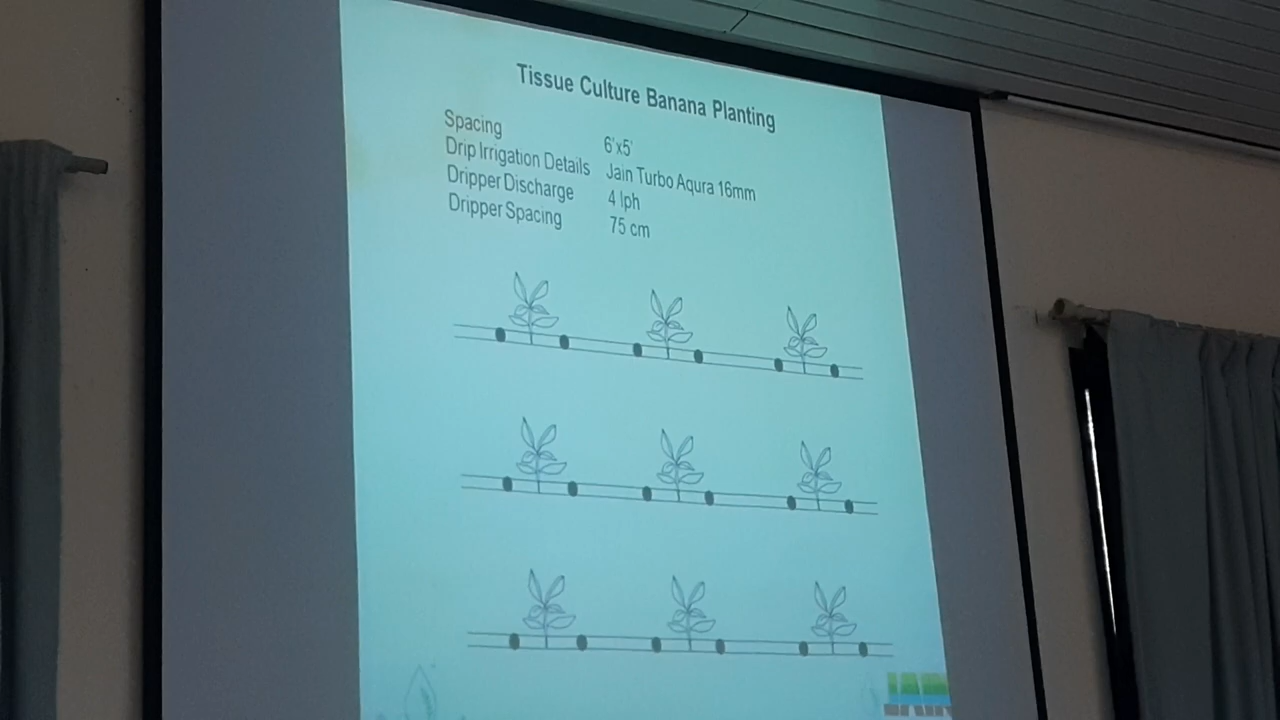 Tissue Culture Banana Planting
Spacing 6'x5'
Drip Irrigation Details Jain Turbo Aqura 16mm
Dripper Discharge 4 lph
Dripper Spacing 75 cm